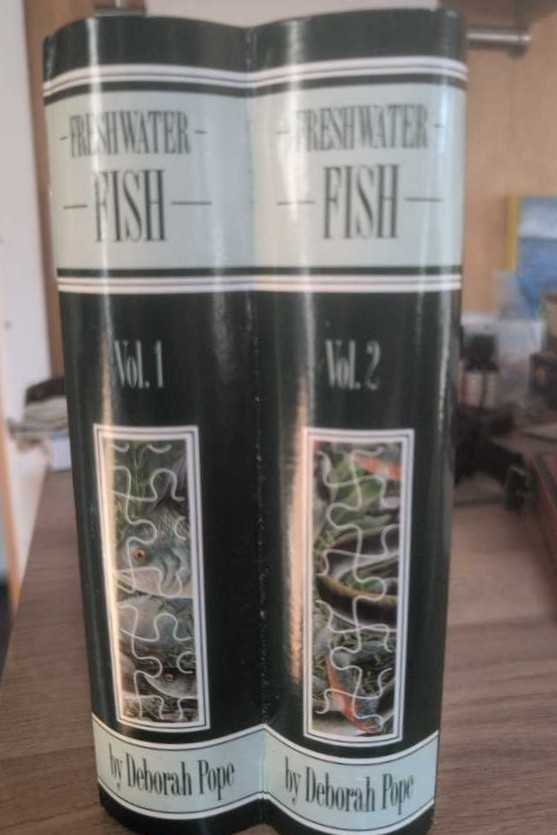 -FRESHWATER-
-FISH-
Vol. 1
by Deborah Pope
-FRESHWATER-
-FISH-
Vol. 2
by Deborah Pope